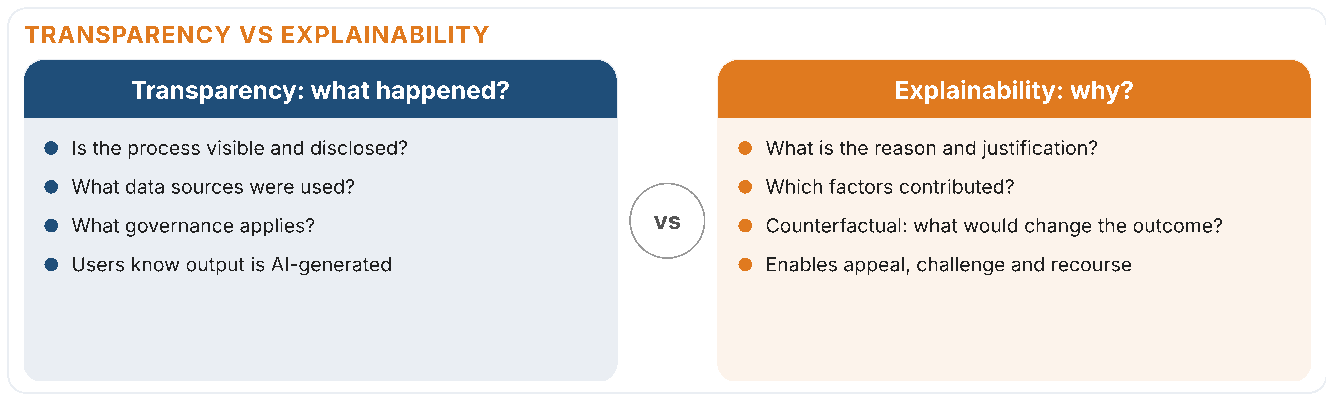 TRANSPARENCY VS EXPLAINABILITY
Transparency: what happened?
Is the process visible and disclosed?
What data sources were used?
What governance applies?
Users know output is AI-generated
vs
Explainability: why?
What is the reason and justification?
Which factors contributed?
Counterfactual: what would change the outcome?
Enables appeal, challenge and recourse